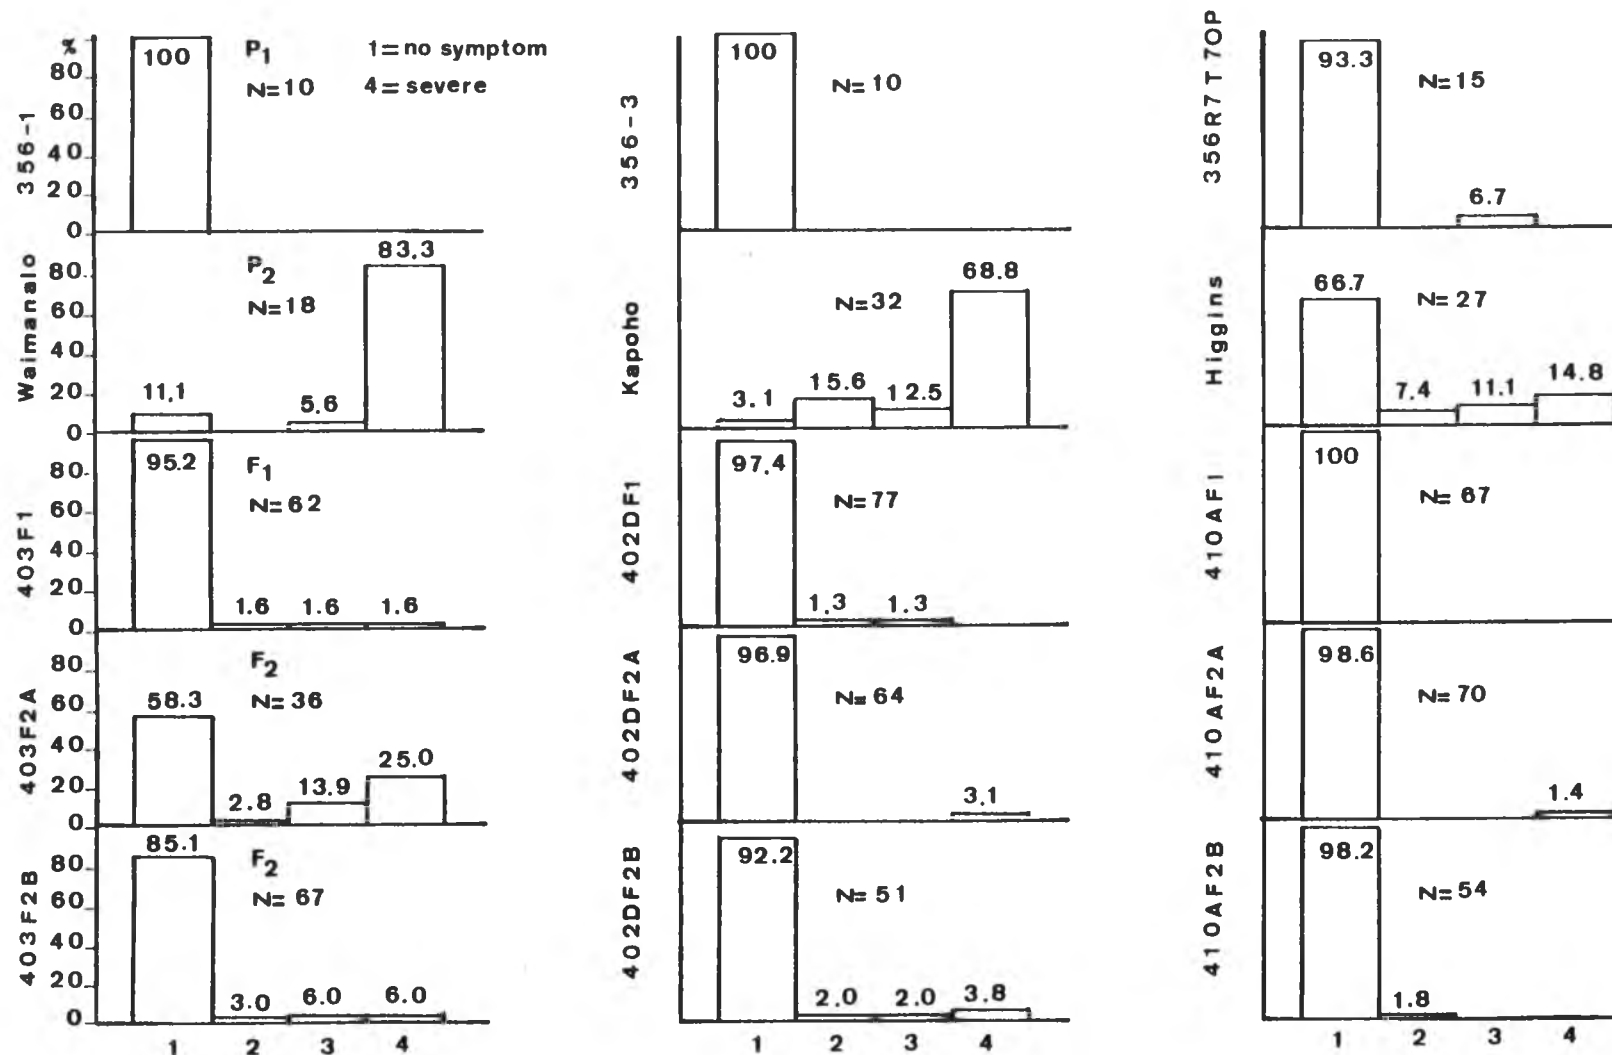 356-1
%
80
60
40
20
0
100
P1
N=10
1=no symptom
4=severe
Waimanalo
80
60
40
20
0
11.1
5.6
83.3
P2
N=18
403F1
80
60
40
20
0
95.2
1.6
1.6
1.6
F1
N=62
403F2A
80
60
40
20
0
58.3
2.8
13.9
25.0
F2
N=36
403F2B
80
60
40
20
0
85.1
3.0
6.0
6.0
F2
N=67
1 2 3 4
356-3
100
N=10
Kapoho
3.1
15.6
12.5
68.8
N=32
402DF1
97.4
1.3
1.3
N=77
402DF2A
96.9
3.1
N=64
402DF2B
92.2
2.0
2.0
3.8
N=51
1 2 3 4
356R7T70P
93.3
6.7
N=15
Higgins
66.7
7.4
11.1
14.8
N=27
410AF1
100
N=67
410AF2A
98.6
1.4
N=70
410AF2B
98.2
1.8
N=54
1 2 3 4